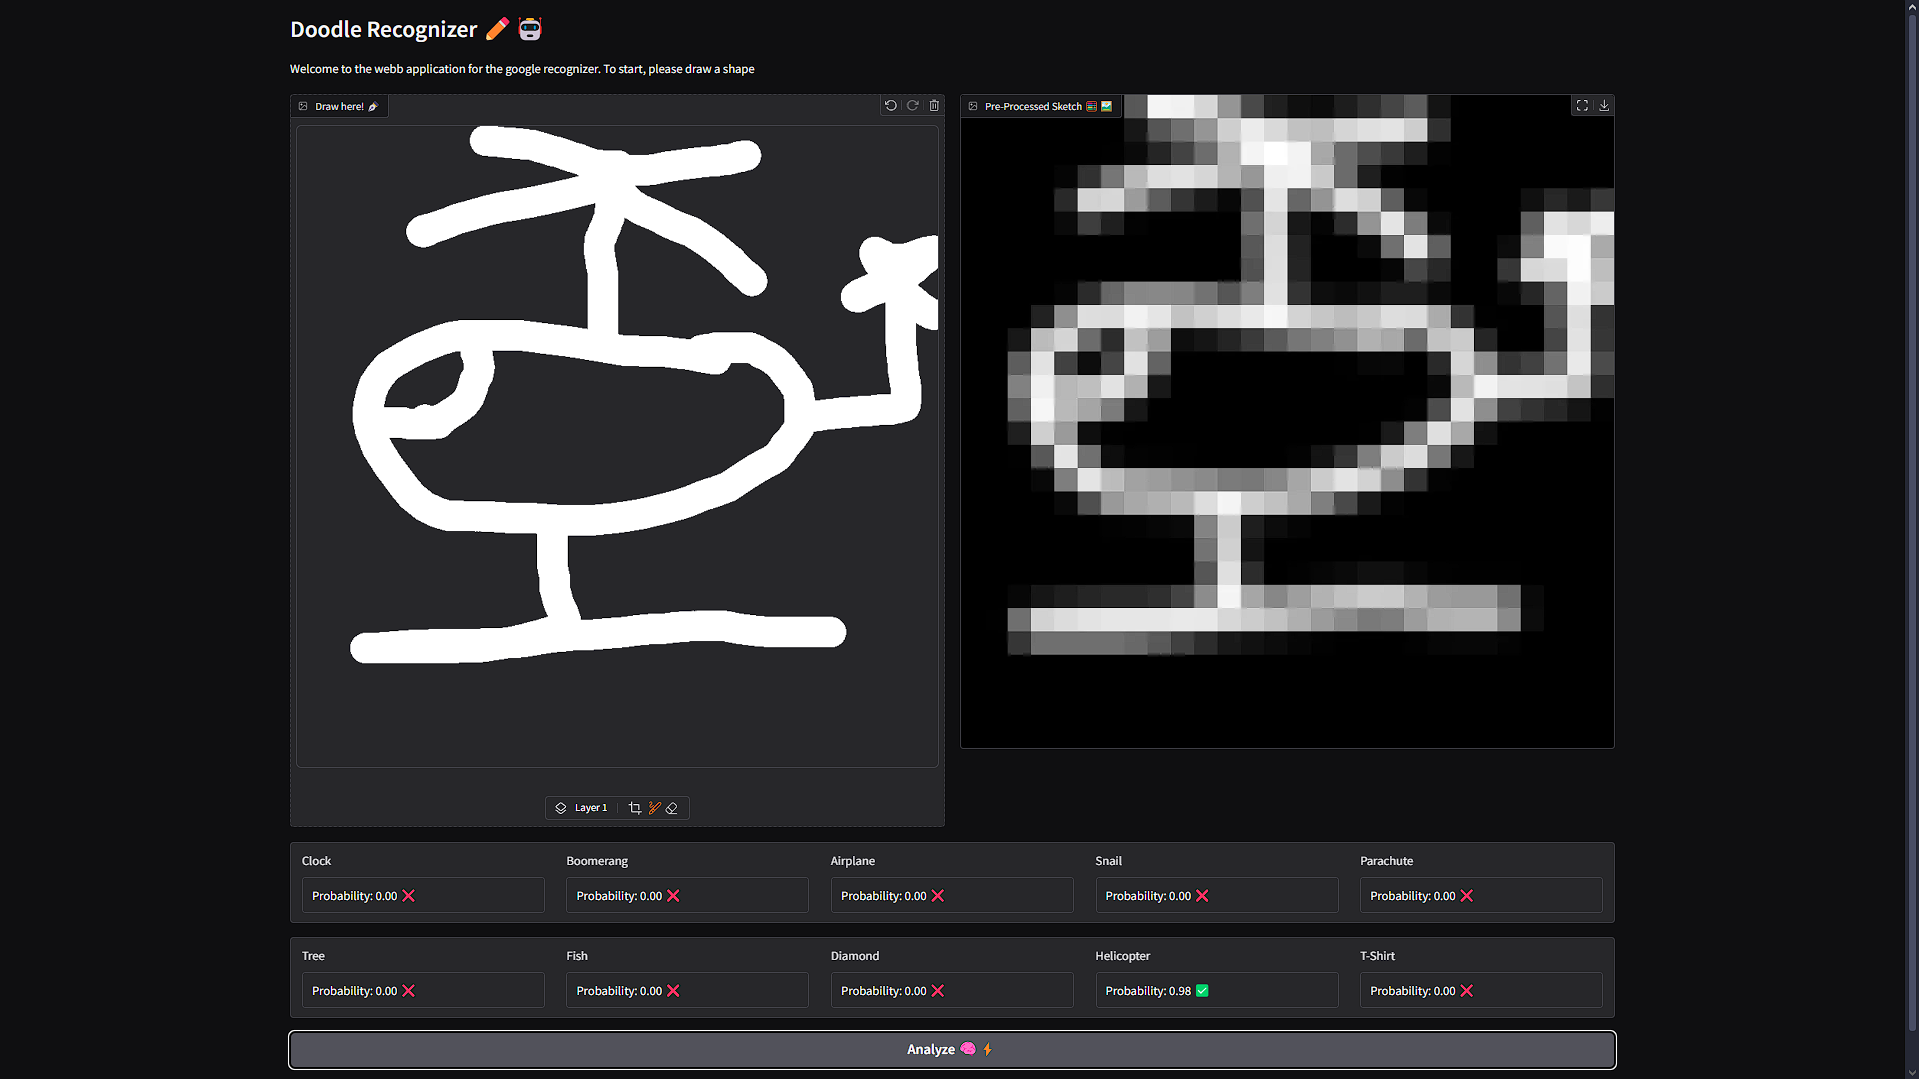 Doodle Recognizer
Welcome to the webb application for the google recognizer. To start, please draw a shape
Draw here!
Pre-Processed Sketch
Layer 1
Clock
Boomerang
Airplane
Snail
Parachute
Probability: 0.00
Probability: 0.00
Probability: 0.00
Probability: 0.00
Probability: 0.00
Tree
Fish
Diamond
Helicopter
T-Shirt
Probability: 0.00
Probability: 0.00
Probability: 0.00
Probability: 0.98
Probability: 0.00
Analyze